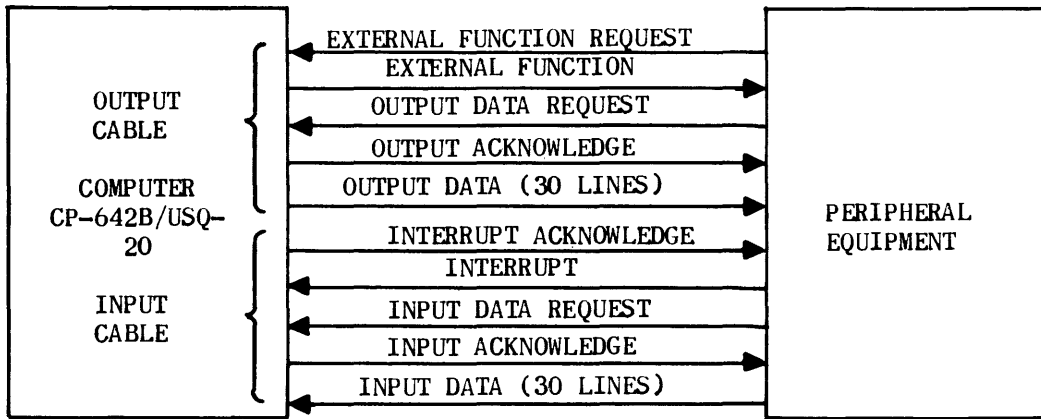 OUTPUT
CABLE
COMPUTER
CP-642B/USQ-
20
INPUT
CABLE
EXTERNAL FUNCTION REQUEST
EXTERNAL FUNCTION
OUTPUT DATA REQUEST
OUTPUT ACKNOWLEDGE
OUTPUT DATA (30 LINES)
INTERRUPT ACKNOWLEDGE
INTERRUPT
INPUT DATA REQUEST
INPUT ACKNOWLEDGE
INPUT DATA (30 LINES)
PERIPHERAL
EQUIPMENT